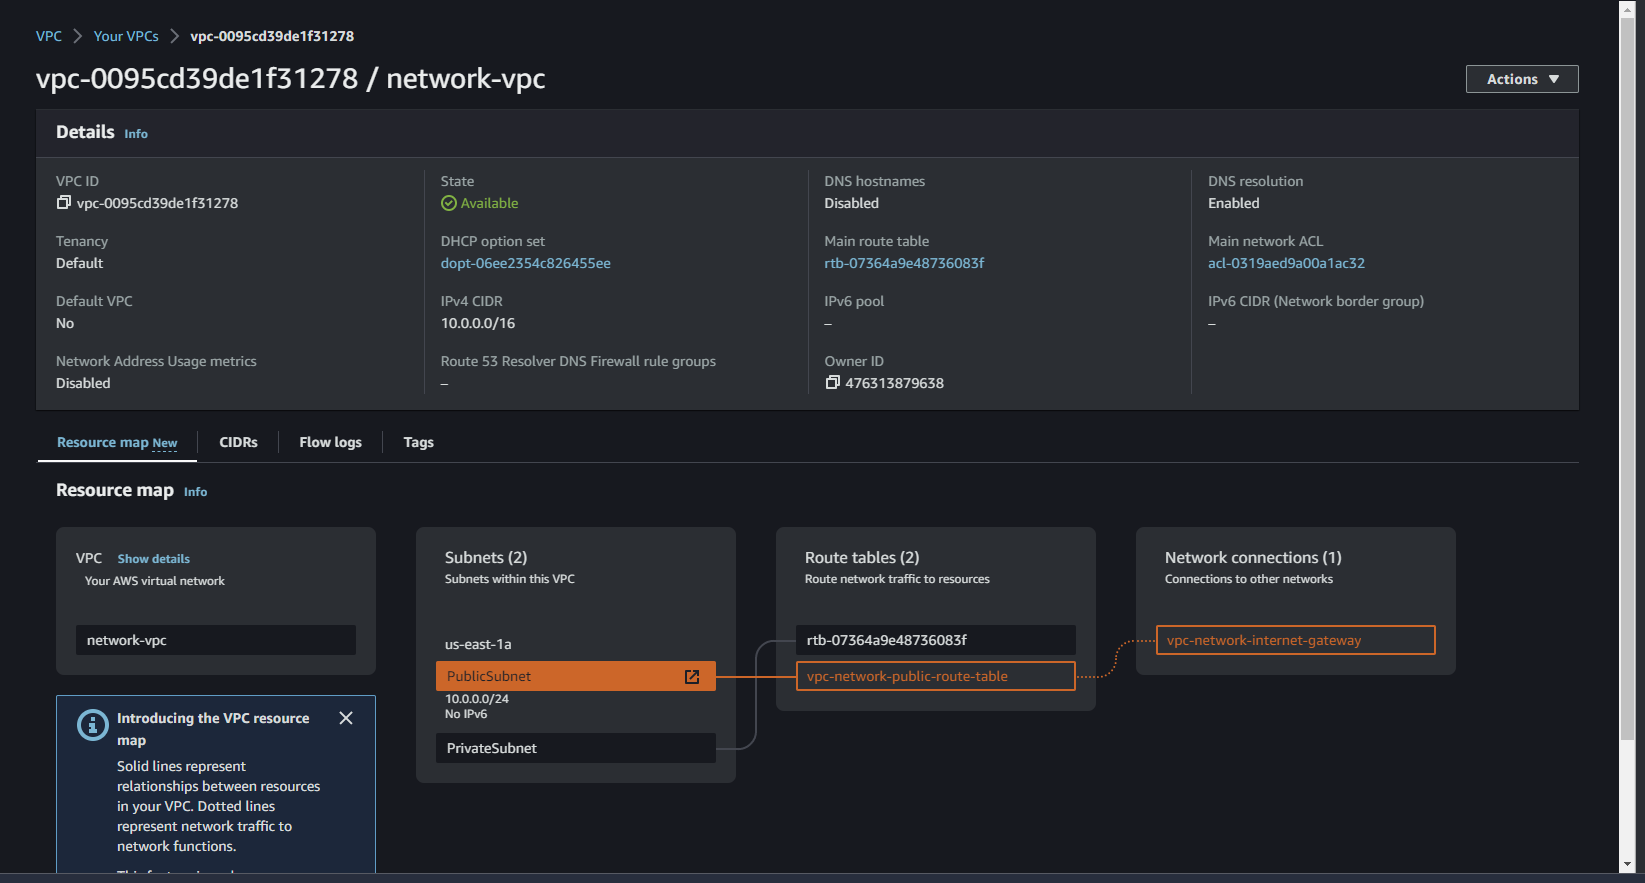 VPC > Your VPCs > vpc-0095cd39de1f31278
vpc-0095cd39de1f31278 / network-vpc
Actions ▼
Details Info
VPC ID
vpc-0095cd39de1f31278
State
Available
DNS hostnames
Disabled
DNS resolution
Enabled
Tenancy
Default
DHCP option set
dopt-06ee2354c826455ee
Main route table
rtb-07364a9e48736083f
Main network ACL
acl-0319aed9a00a1ac32
Default VPC
No
IPv4 CIDR
10.0.0.0/16
IPv6 pool
–
IPv6 CIDR (Network border group)
–
Network Address Usage metrics
Disabled
Route 53 Resolver DNS Firewall rule groups
–
Owner ID
476313879638
Resource map New
CIDRs
Flow logs
Tags
Resource map Info
VPC Show details
Your AWS virtual network
network-vpc
Subnets (2)
Subnets within this VPC
us-east-1a
PublicSubnet
10.0.0.0/24
No IPv6
PrivateSubnet
Route tables (2)
Route network traffic to resources
rtb-07364a9e48736083f
vpc-network-public-route-table
Network connections (1)
Connections to other networks
vpc-network-internet-gateway
Introducing the VPC resource
map
Solid lines represent
relationships between resources
in your VPC. Dotted lines
represent network traffic to
network functions.